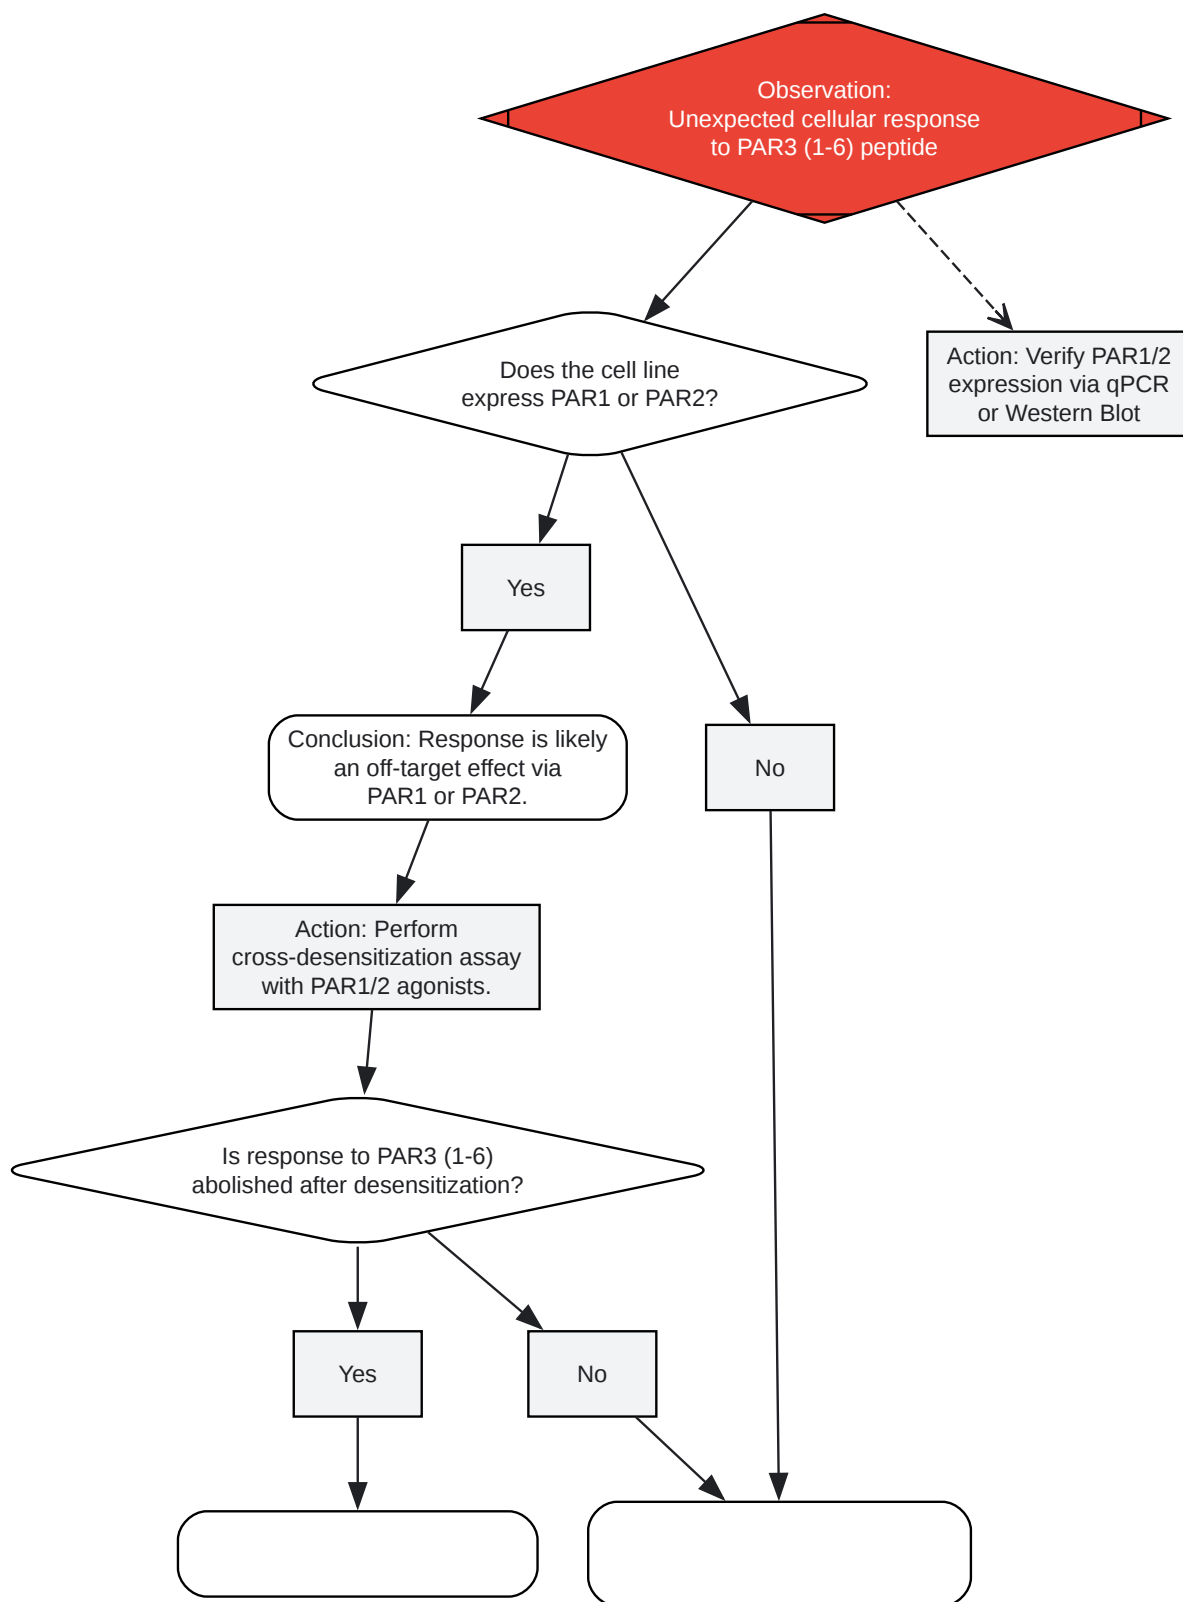 Observation:
Unexpected cellular response
to PAR3 (1-6) peptide
Does the cell line
express PAR1 or PAR2?
Action: Verify PAR1/2
expression via qPCR
or Western Blot
Yes
Conclusion: Response is likely
an off-target effect via
PAR1 or PAR2.
No
Action: Perform
cross-desensitization assay
with PAR1/2 agonists.
Is response to PAR3 (1-6)
abolished after desensitization?
Yes
No